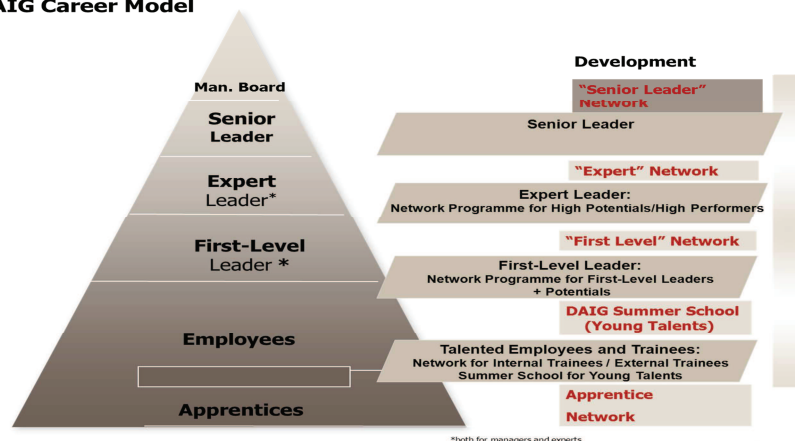 AIG Career Model
Man. Board
Senior
Leader
Expert
Leader*
First-Level
Leader *
Employees
Apprentices
Development
“Senior Leader”
Network
Senior Leader
“Expert” Network
Expert Leader:
Network Programme for High Potentials/High Performers
“First Level” Network
First-Level Leader:
Network Programme for First-Level Leaders
+ Potentials
DAIG Summer School
(Young Talents)
Talented Employees and Trainees:
Network for Internal Trainees / External Trainees
Summer School for Young Talents
Apprentice
Network
*both for managers and experts